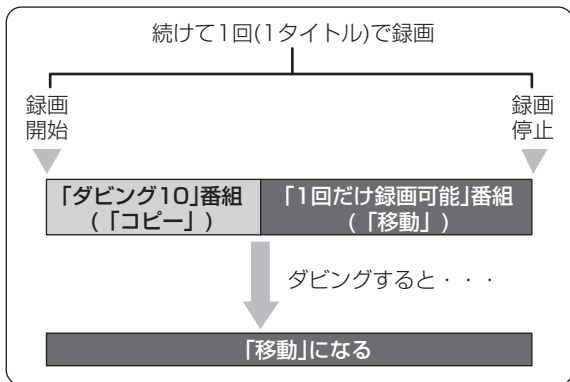 続けて1回(1タイトル)で録画
録画
開始
録画
停止
「ダビング10」番組
(「コピー」)
「1回だけ録画可能」番組
(「移動」)
ダビングすると・・・
「移動」になる